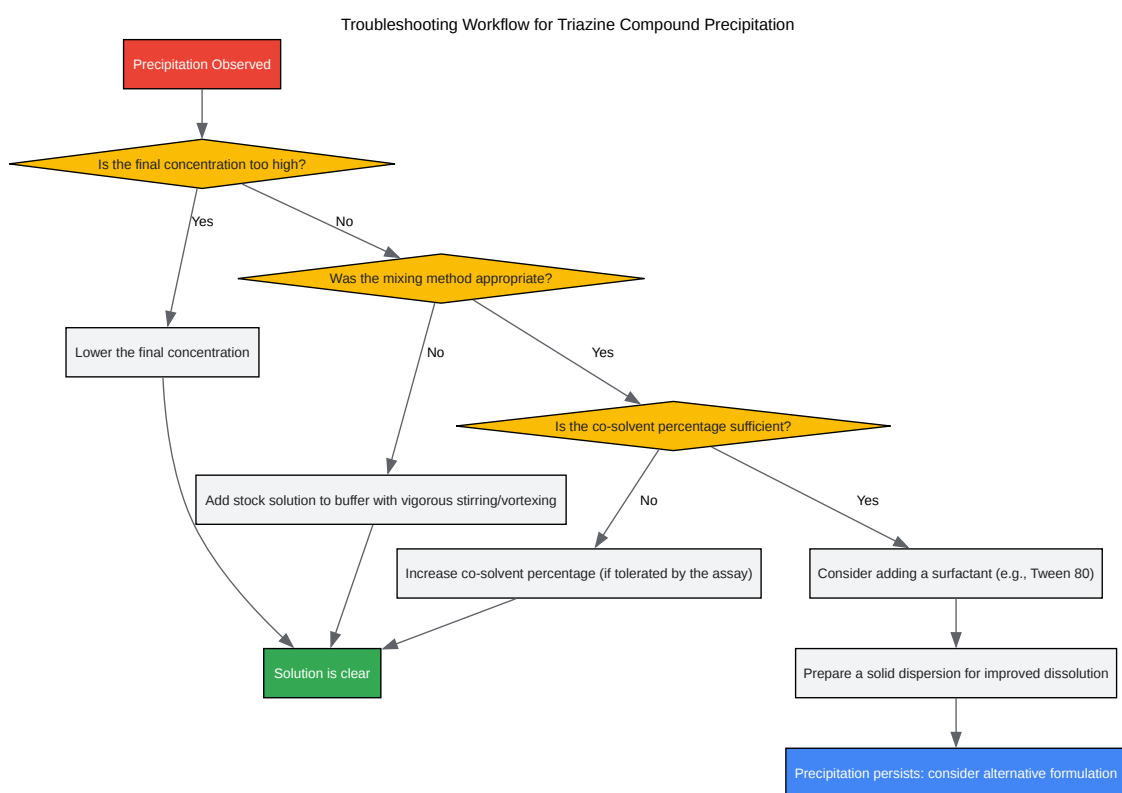 Troubleshooting Workflow for Triazine Compound Precipitation
Precipitation Observed
Is the final concentration too high?
Yes
No
Was the mixing method appropriate?
Lower the final concentration
No
Yes
Is the co-solvent percentage sufficient?
Add stock solution to buffer with vigorous stirring/vortexing
No
Yes
Increase co-solvent percentage (if tolerated by the assay)
Consider adding a surfactant (e.g., Tween 80)
Solution is clear
Prepare a solid dispersion for improved dissolution
Precipitation persists: consider alternative formulation